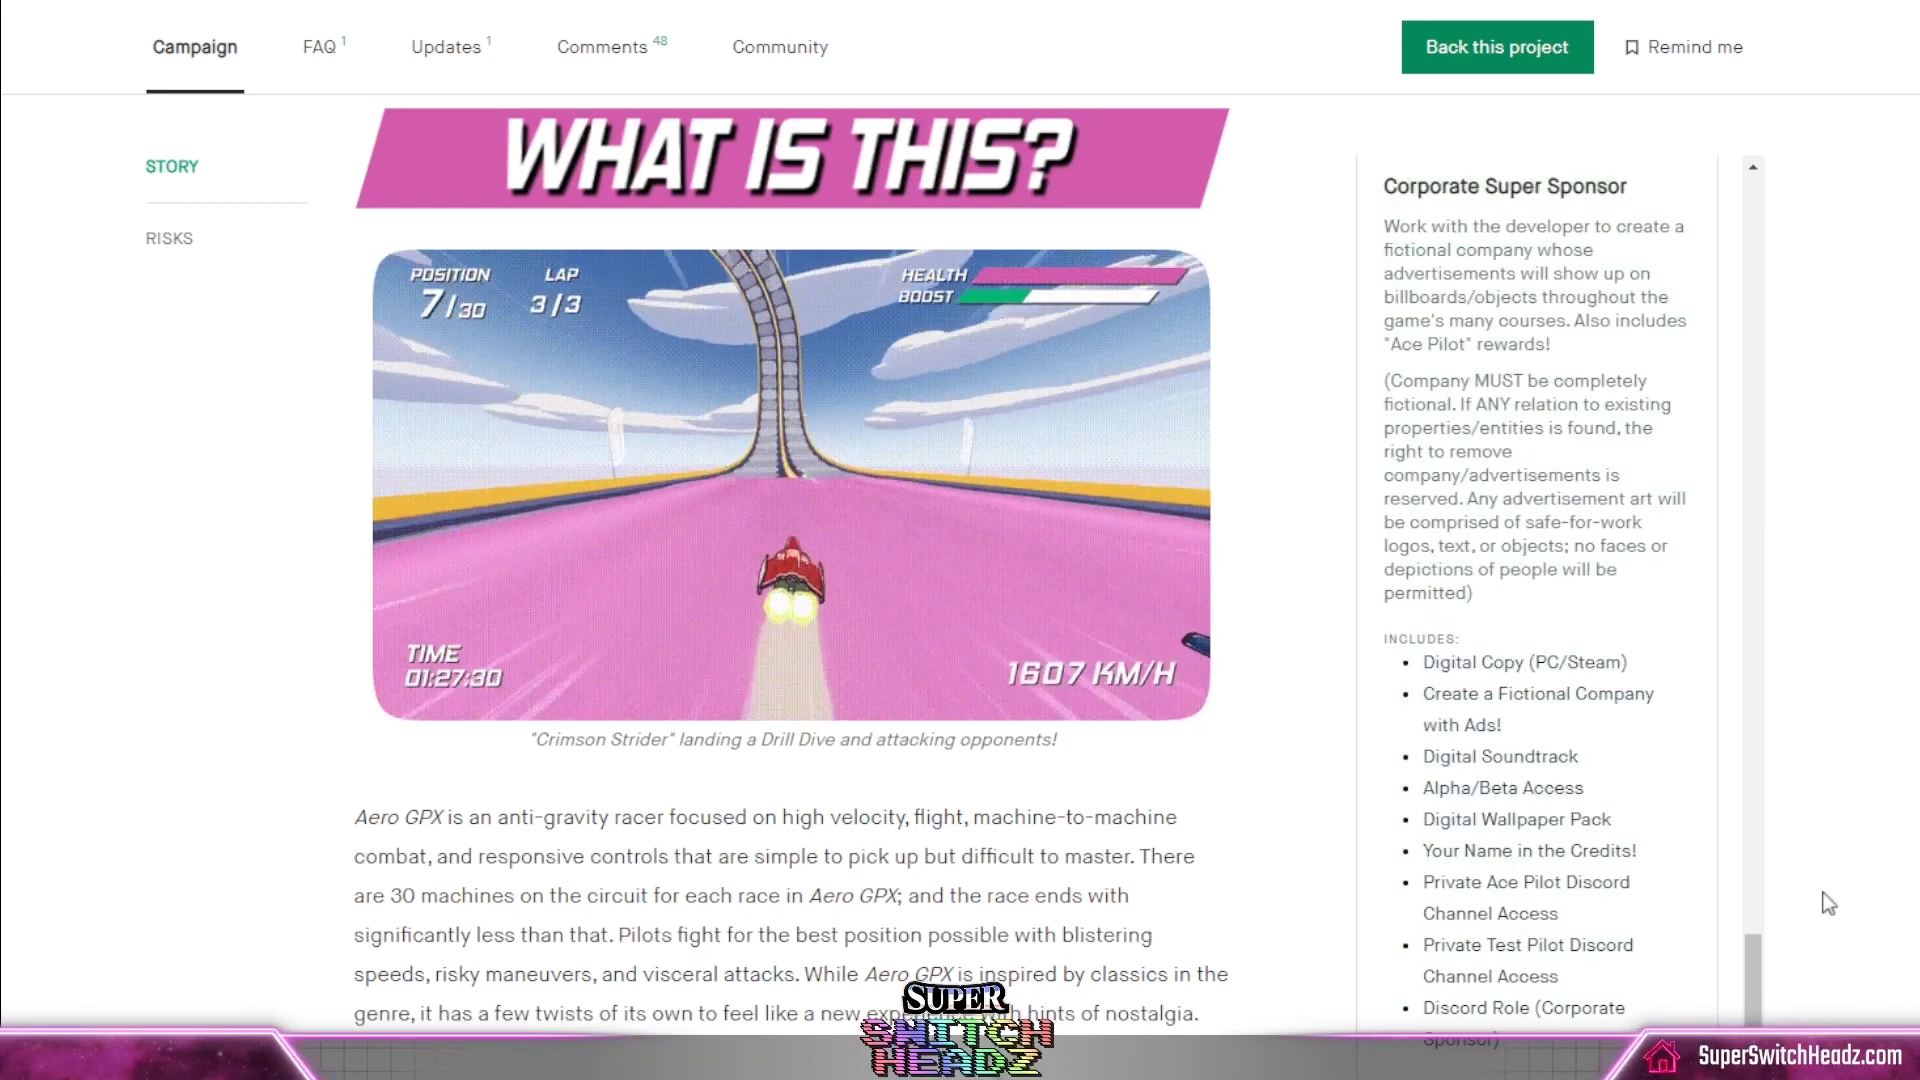 Campaign
FAQ 1
Updates 1
Comments 48
Community
Back this project
Remind me
STORY
RISKS
WHAT IS THIS?
POSITION
7/30
LAP
3/3
HEALTH
BOOST
TIME
01:27:30
1607 KM/H
"Crimson Strider" landing a Drill Dive and attacking opponents!
Aero GPX is an anti-gravity racer focused on high velocity, flight, machine-to-machine
combat, and responsive controls that are simple to pick up but difficult to master. There
are 30 machines on the circuit for each race in Aero GPX; and the race ends with
significantly less than that. Pilots fight for the best position possible with blistering
speeds, risky maneuvers, and visceral attacks. While Aero GPX is inspired by classics in the
genre, it has a few twists of its own to feel like a new experience with hints of nostalgia.
Corporate Super Sponsor
Work with the developer to create a
fictional company whose
advertisements will show up on
billboards/objects throughout the
game's many courses. Also includes
"Ace Pilot" rewards!
(Company MUST be completely
fictional. If ANY relation to existing
properties/entities is found, the
right to remove
company/advertisements is
reserved. Any advertisement art will
be comprised of safe-for-work
logos, text, or objects; no faces or
depictions of people will be
permitted)
INCLUDES:
• Digital Copy (PC/Steam)
• Create a Fictional Company
with Ads!
• Digital Soundtrack
• Alpha/Beta Access
• Digital Wallpaper Pack
• Your Name in the Credits!
• Private Ace Pilot Discord
Channel Access
• Private Test Pilot Discord
Channel Access
• Discord Role (Corporate
Sponsor)
SUPER
SWITCH
HEADZ
SuperSwitchHeadz.com